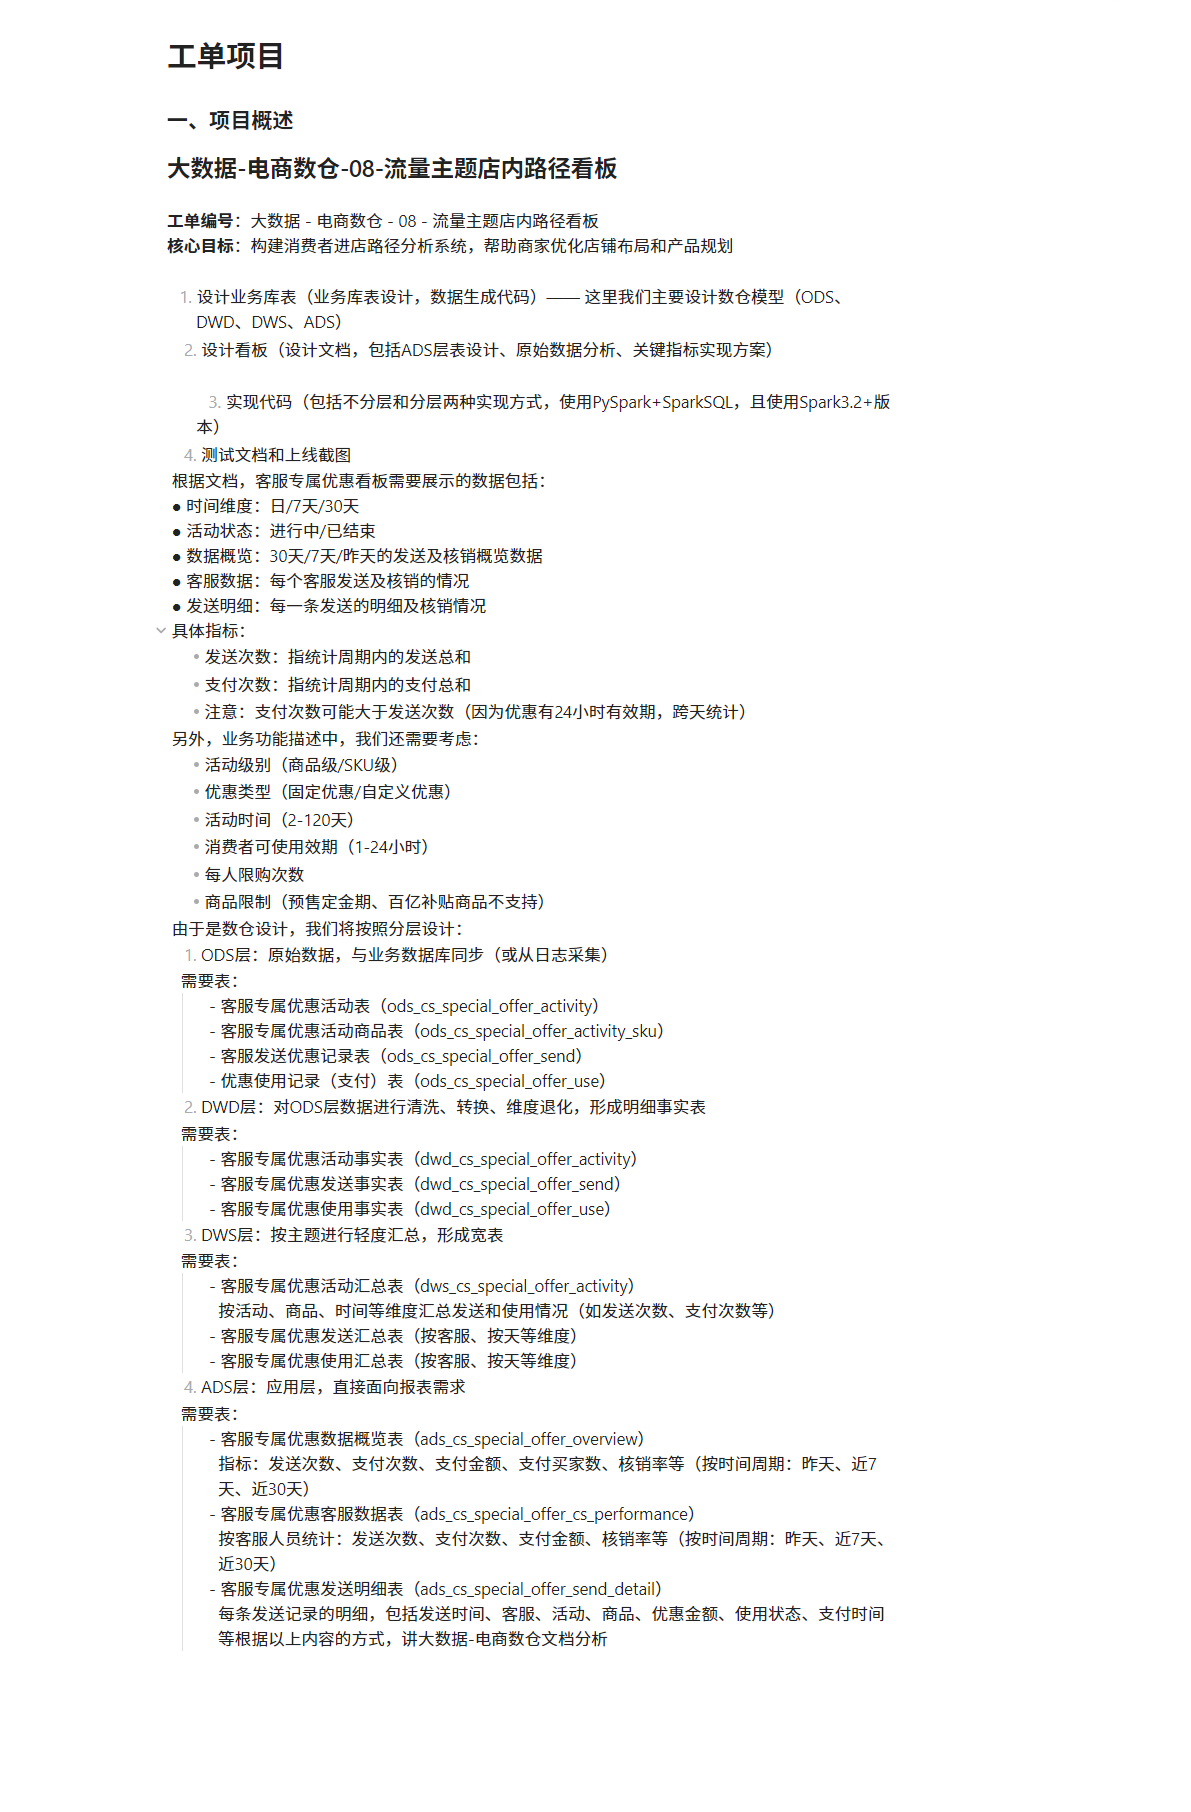 工单项目
一、项目概述
大数据-电商数仓-08-流量主题店内路径看板
工单编号：大数据 - 电商数仓 - 08 - 流量主题店内路径看板
核心目标：构建消费者进店路径分析系统，帮助商家优化店铺布局和产品规划
1. 设计业务库表（业务库表设计，数据生成代码）—— 这里我们主要设计数仓模型（ODS、
DWD、DWS、ADS）
2. 设计看板（设计文档，包括ADS层表设计、原始数据分析、关键指标实现方案）
3. 实现代码（包括不分层和分层两种实现方式，使用PySpark+SparkSQL，且使用Spark3.2+版
本）
4. 测试文档和上线截图
根据文档，客服专属优惠看板需要展示的数据包括：
● 时间维度：日/7天/30天
● 活动状态：进行中/已结束
● 数据概览：30天/7天/昨天的发送及核销概览数据
● 客服数据：每个客服发送及核销的情况
● 发送明细：每一条发送的明细及核销情况
具体指标：
• 发送次数：指统计周期内的发送总和
• 支付次数：指统计周期内的支付总和
• 注意：支付次数可能大于发送次数（因为优惠有24小时有效期，跨天统计）
另外，业务功能描述中，我们还需要考虑：
• 活动级别（商品级/SKU级）
• 优惠类型（固定优惠/自定义优惠）
• 活动时间（2-120天）
• 消费者可使用效期（1-24小时）
• 每人限购次数
• 商品限制（预售定金期、百亿补贴商品不支持）
由于是数仓设计，我们将按照分层设计：
1. ODS层：原始数据，与业务数据库同步（或从日志采集）
需要表：
- 客服专属优惠活动表（ods_cs_special_offer_activity）
- 客服专属优惠活动商品表（ods_cs_special_offer_activity_sku）
- 客服发送优惠记录表（ods_cs_special_offer_send）
- 优惠使用记录（支付）表（ods_cs_special_offer_use）
2. DWD层：对ODS层数据进行清洗、转换、维度退化，形成明细事实表
需要表：
- 客服专属优惠活动事实表（dwd_cs_special_offer_activity）
- 客服专属优惠发送事实表（dwd_cs_special_offer_send）
- 客服专属优惠使用事实表（dwd_cs_special_offer_use）
3. DWS层：按主题进行轻度汇总，形成宽表
需要表：
- 客服专属优惠活动汇总表（dws_cs_special_offer_activity）
按活动、商品、时间等维度汇总发送和使用情况（如发送次数、支付次数等）
- 客服专属优惠发送汇总表（按客服、按天等维度）
- 客服专属优惠使用汇总表（按客服、按天等维度）
4. ADS层：应用层，直接面向报表需求
需要表：
- 客服专属优惠数据概览表（ads_cs_special_offer_overview）
指标：发送次数、支付次数、支付金额、支付买家数、核销率等（按时间周期：昨天、近7
天、近30天）
- 客服专属优惠客服数据表（ads_cs_special_offer_cs_performance）
按客服人员统计：发送次数、支付次数、支付金额、核销率等（按时间周期：昨天、近7天、
近30天）
- 客服专属优惠发送明细表（ads_cs_special_offer_send_detail）
每条发送记录的明细，包括发送时间、客服、活动、商品、优惠金额、使用状态、支付时间
等根据以上内容的方式，讲大数据-电商数仓文档分析